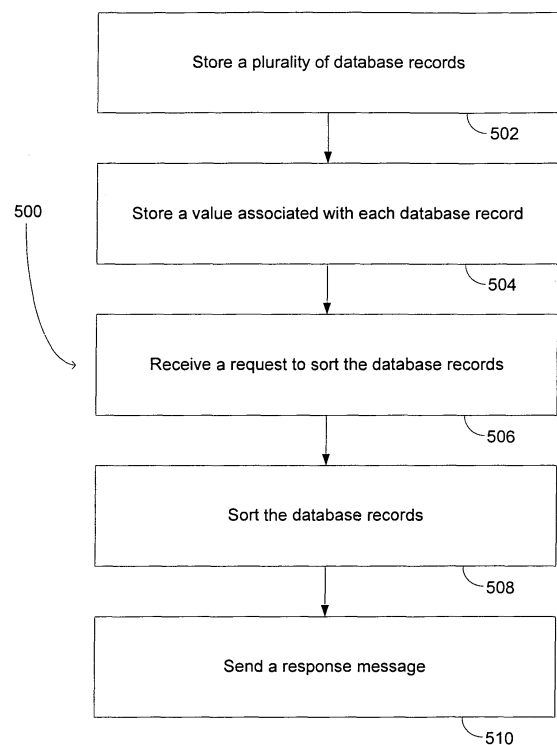 Store a plurality of database records
502
Store a value associated with each database record
500
504
Receive a request to sort the database records
506
Sort the database records
508
Send a response message
510